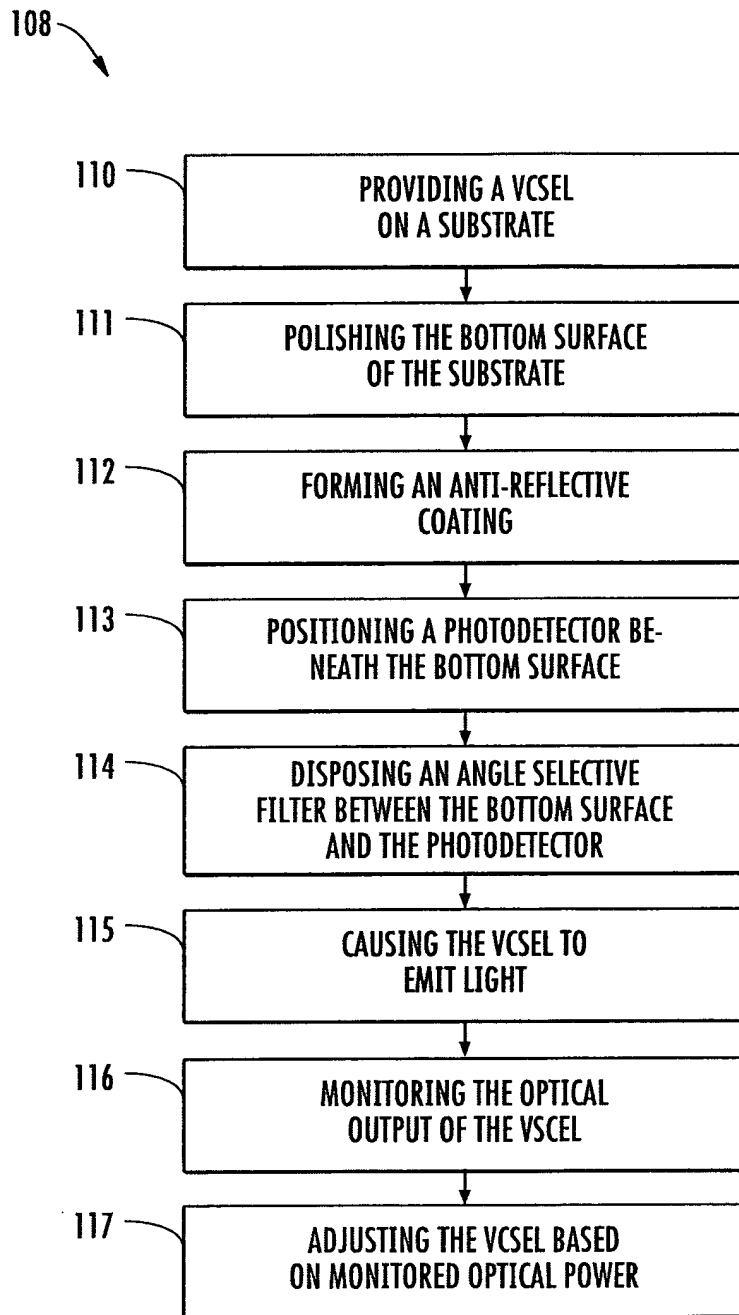 108
110
PROVIDING A VCSEL
ON A SUBSTRATE
111
POLISHING THE BOTTOM SURFACE
OF THE SUBSTRATE
112
FORMING AN ANTI-REFLECTIVE
COATING
113
POSITIONING A PHOTODETECTOR BE-
NEATH THE BOTTOM SURFACE
114
DISPOSING AN ANGLE SELECTIVE
FILTER BETWEEN THE BOTTOM SURFACE
AND THE PHOTODETECTOR
115
CAUSING THE VCSEL TO
EMIT LIGHT
116
MONITORING THE OPTICAL
OUTPUT OF THE VSCEL
117
ADJUSTING THE VCSEL BASED
ON MONITORED OPTICAL POWER